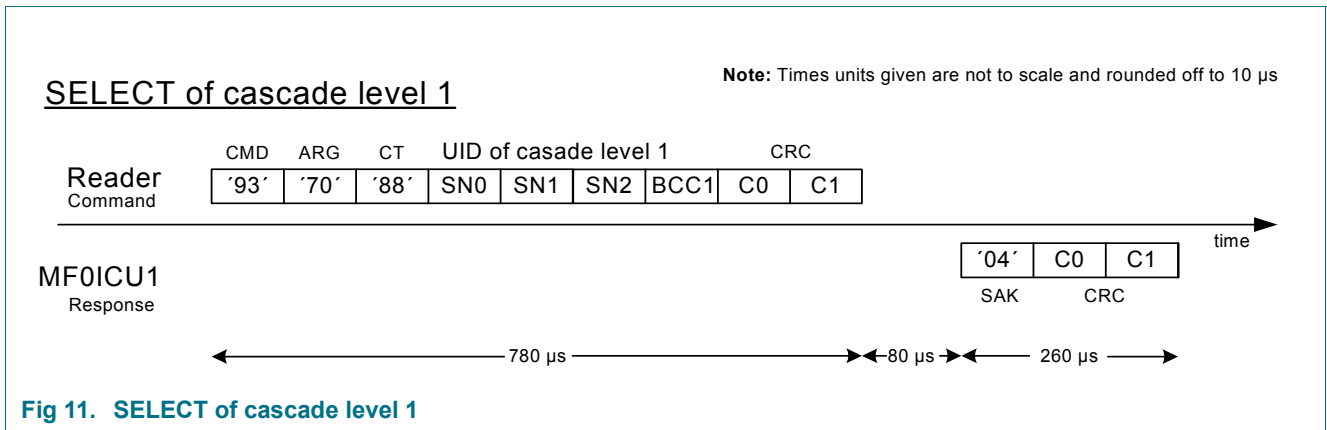 SELECT of cascade level 1
Note: Times units given are not to scale and rounded off to 10 µs
CMD ARG CT UID of casade level 1 CRC
Reader
Command
´93´ ´70´ ´88´ SN0 SN1 SN2 BCC1 C0 C1
time
MF0ICU1
Response
´04´ C0 C1
SAK CRC
780 µs 80 µs 260 µs
Fig 11. SELECT of cascade level 1